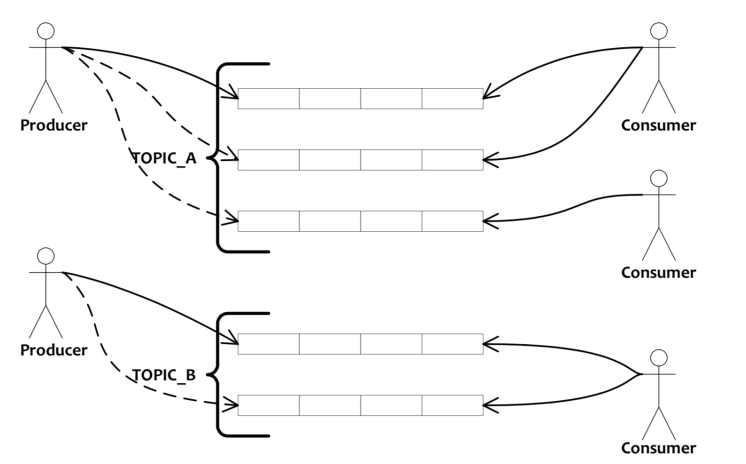 Producer
Consumer
TOPIC_A
Consumer
Producer
TOPIC_B
Consumer